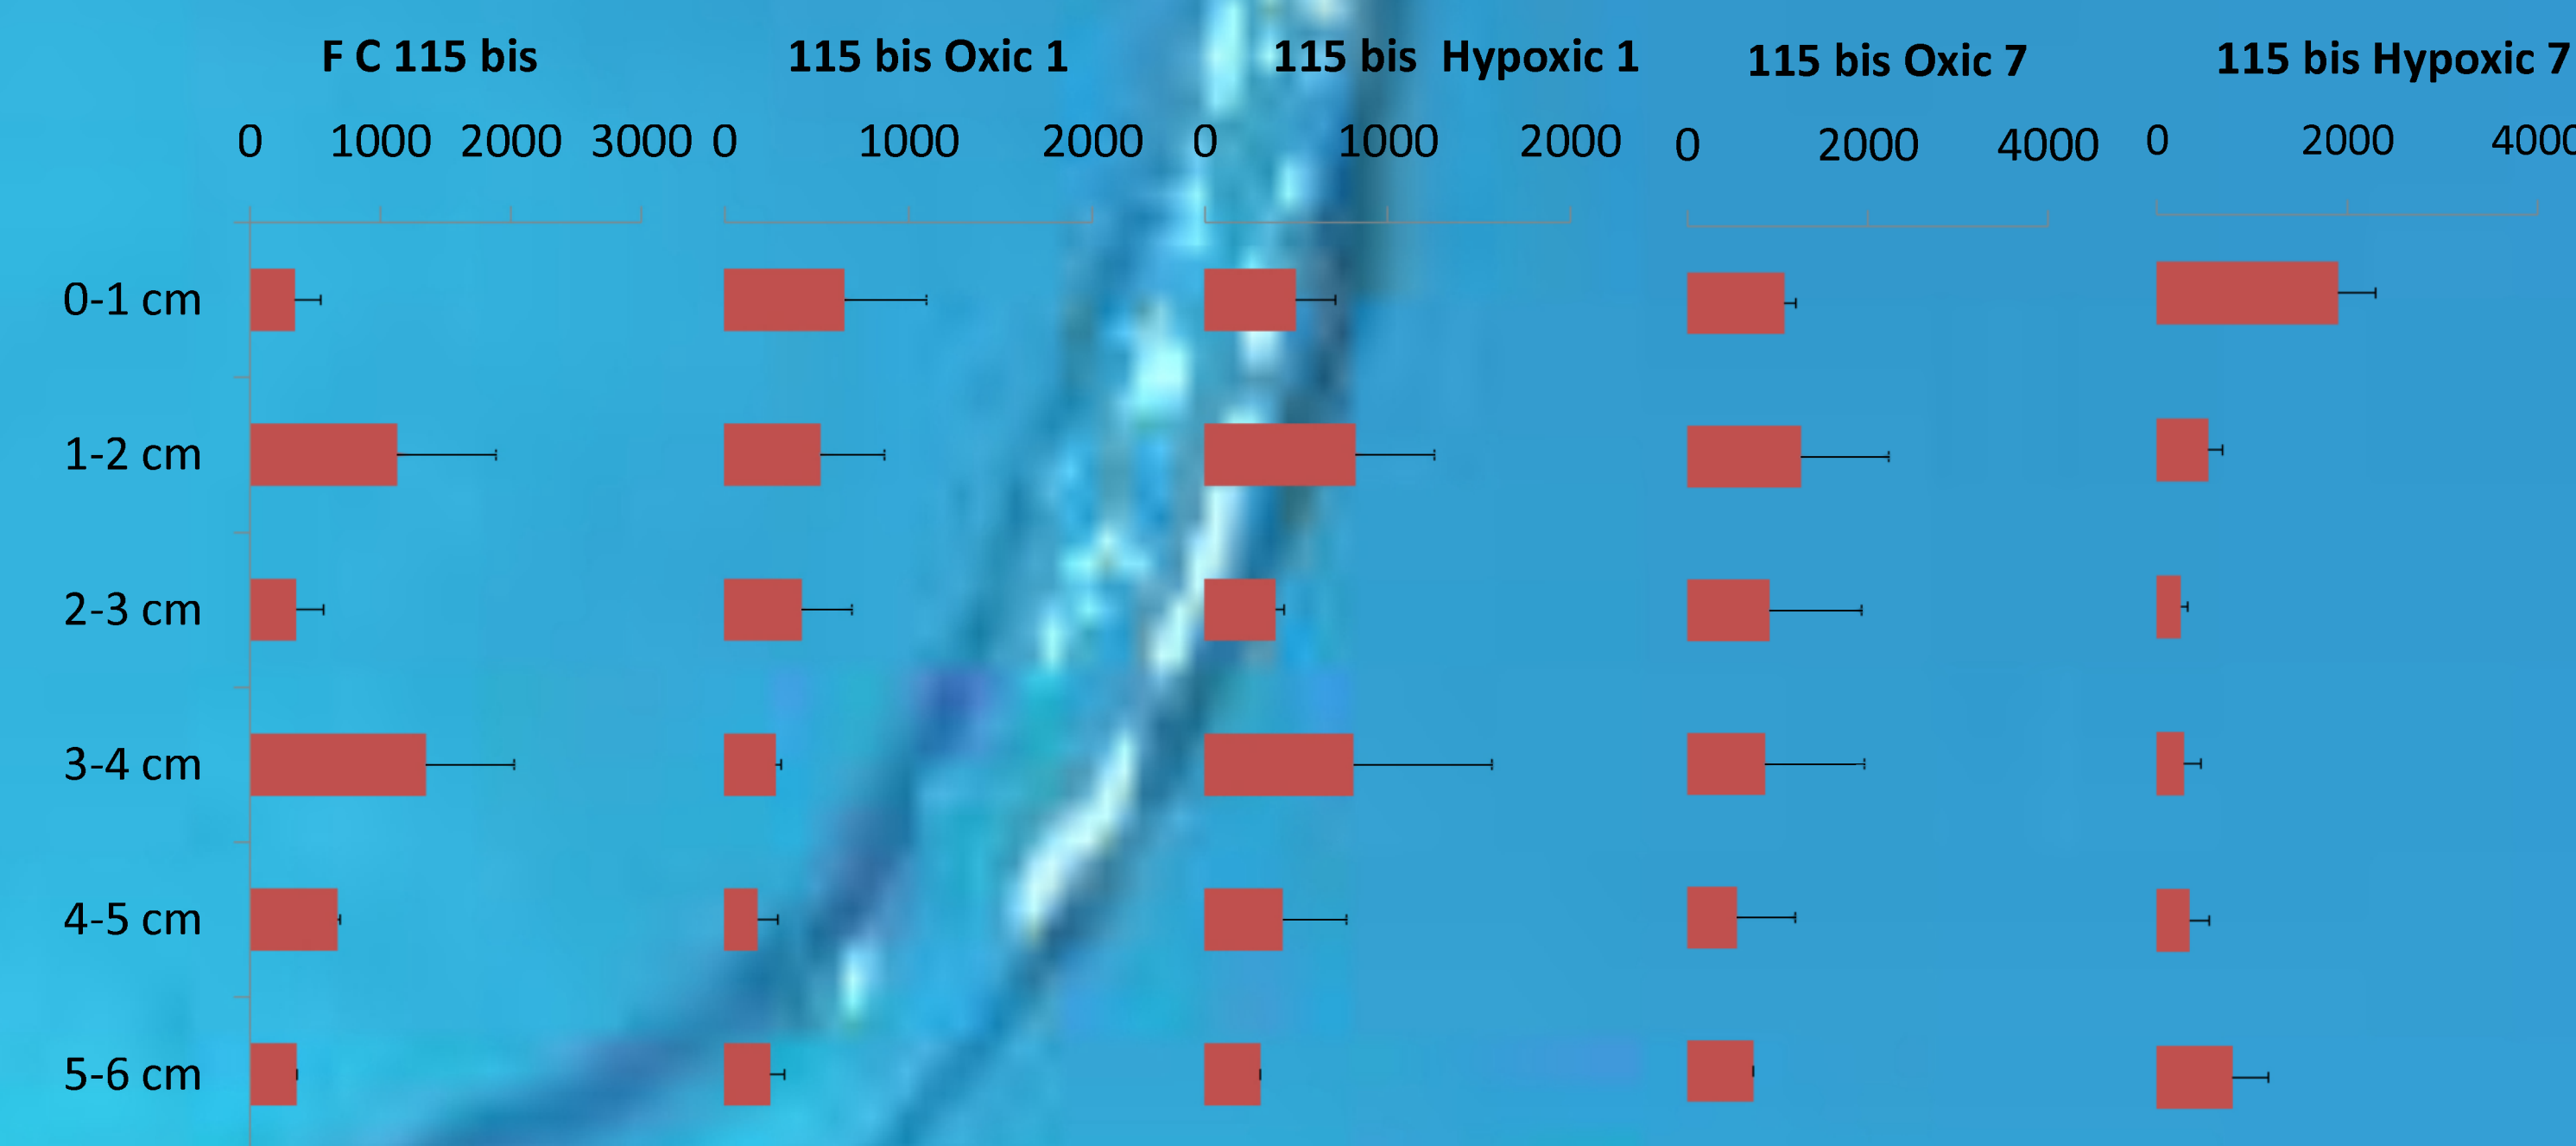 F C 115 bis
115 bis Oxic 1
115 bis  Hypoxic 1
115 bis Oxic 7
115 bis Hypoxic 7
0 1000 2000 3000
0 1000 2000
0 1000 2000
0 2000 4000
0 2000 4000
0-1 cm
1-2 cm
2-3 cm
3-4 cm
4-5 cm
5-6 cm